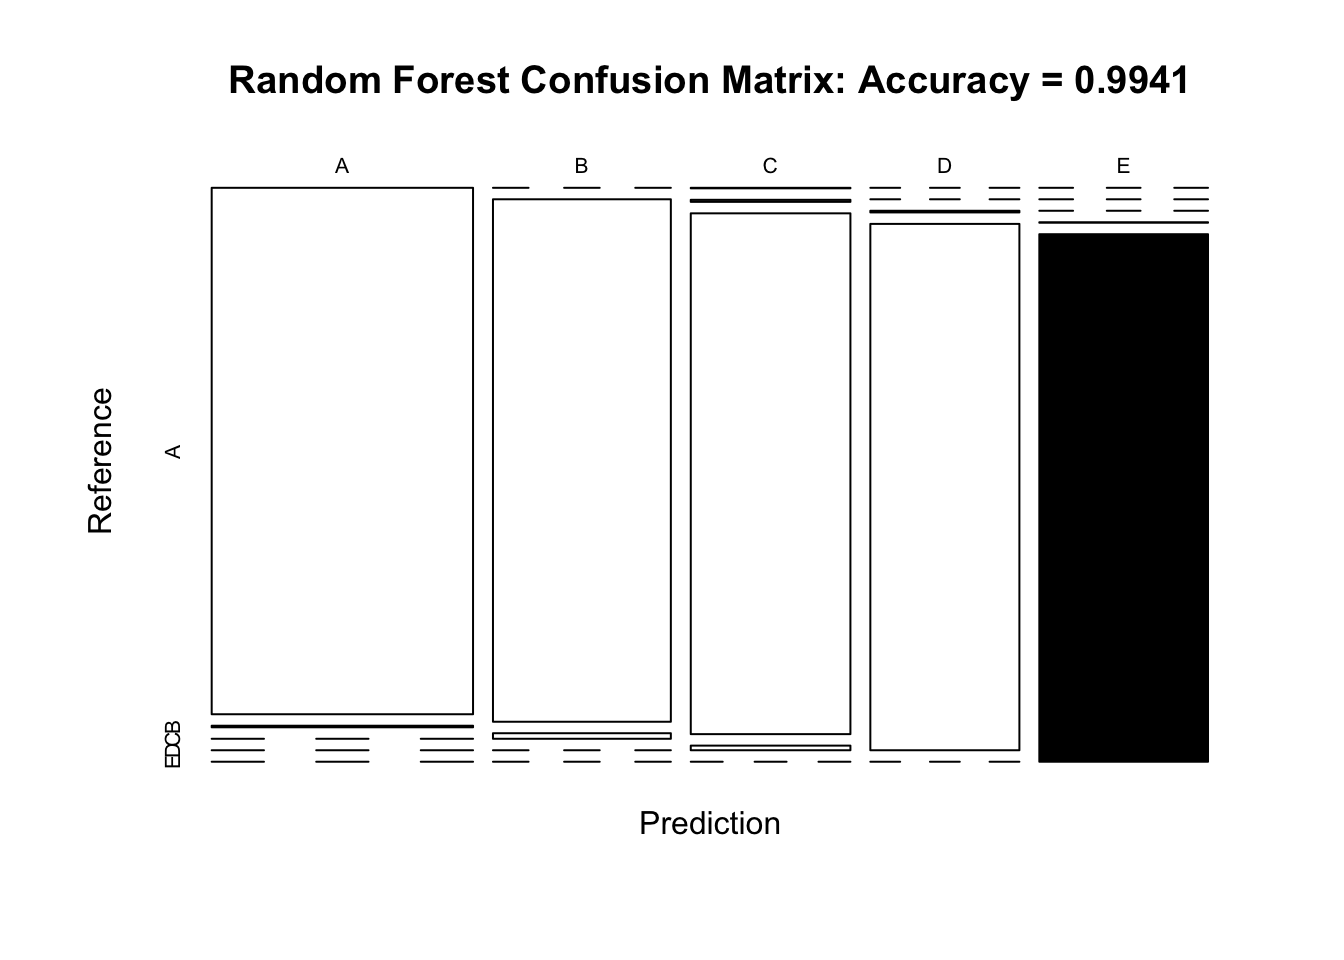 Random Forest Confusion Matrix: Accuracy = 0.9941
A B C D E
Reference
A
EDCB
Prediction